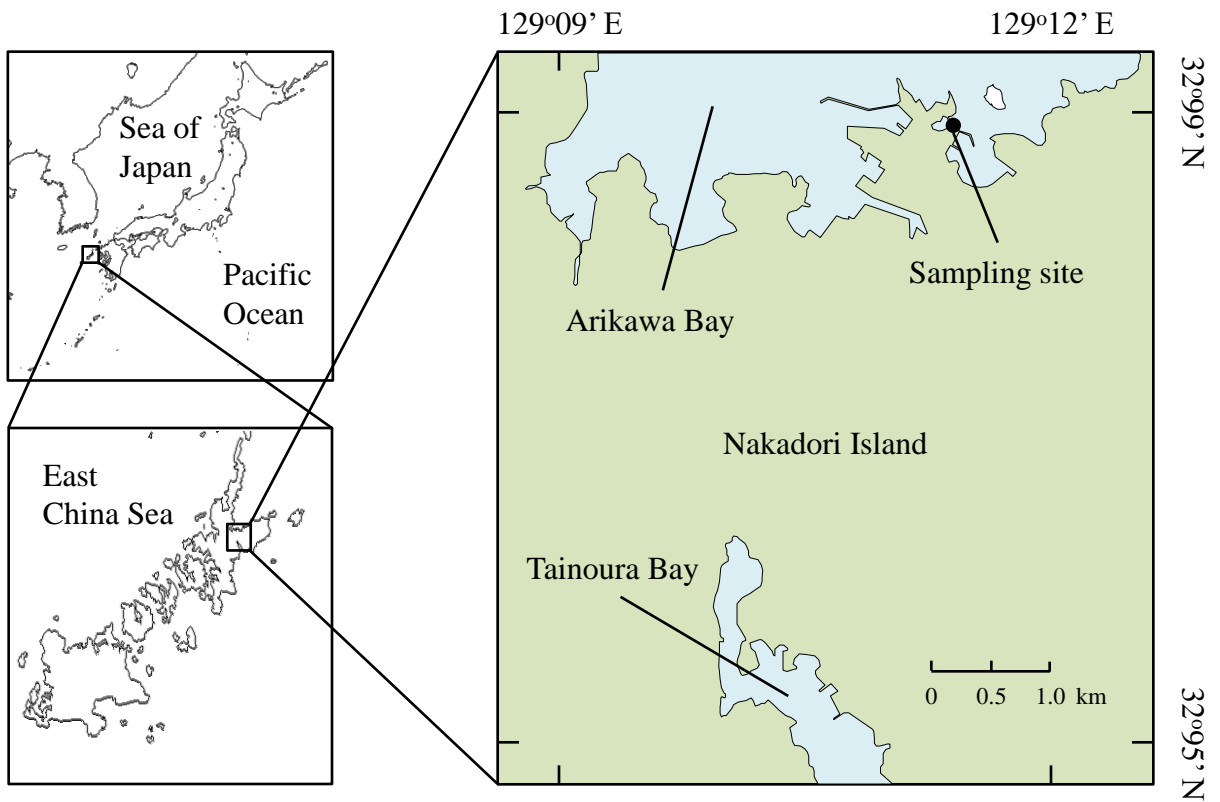 129°09' E
129°12' E
Sea of
Japan
Pacific
Ocean
32°99' N
Sampling site
Arikawa Bay
East
China Sea
Nakadori Island
Tainoura Bay
0 0.5 1.0 km
32°95' N